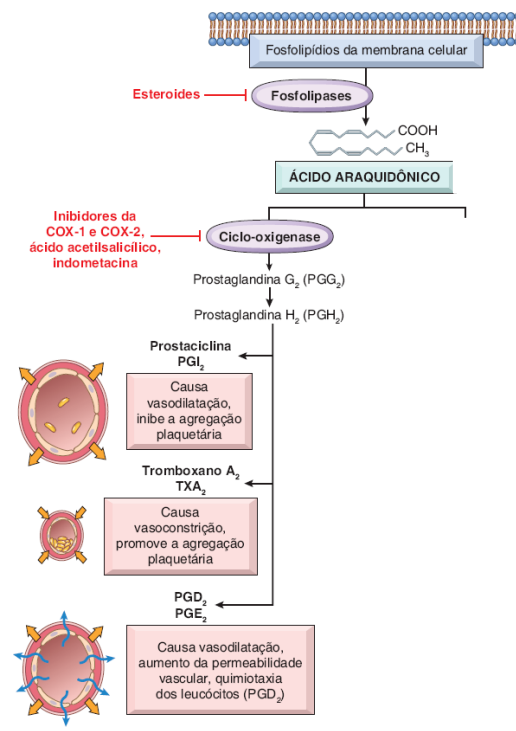 Fosfolipídios da membrana celular
Esteroides
Fosfolipases
COOH
CH₃
ÁCIDO ARAQUIDÔNICO
Inibidores da
COX-1 e COX-2,
ácido acetilsalicílico,
indometacina
Ciclo-oxigenase
Prostaglandina G₂ (PGG₂)
Prostaglandina H₂ (PGH₂)
Prostaciclina
PGI₂
Causa
vasodilatação,
inibe a agregação
plaquetária
Tromboxano A₂
TXA₂
Causa
vasoconstrição,
promove a agregação
plaquetária
PGD₂
PGE₂
Causa vasodilatação,
aumento da permeabilidade
vascular, quimiotaxia
dos leucócitos (PGD₂)